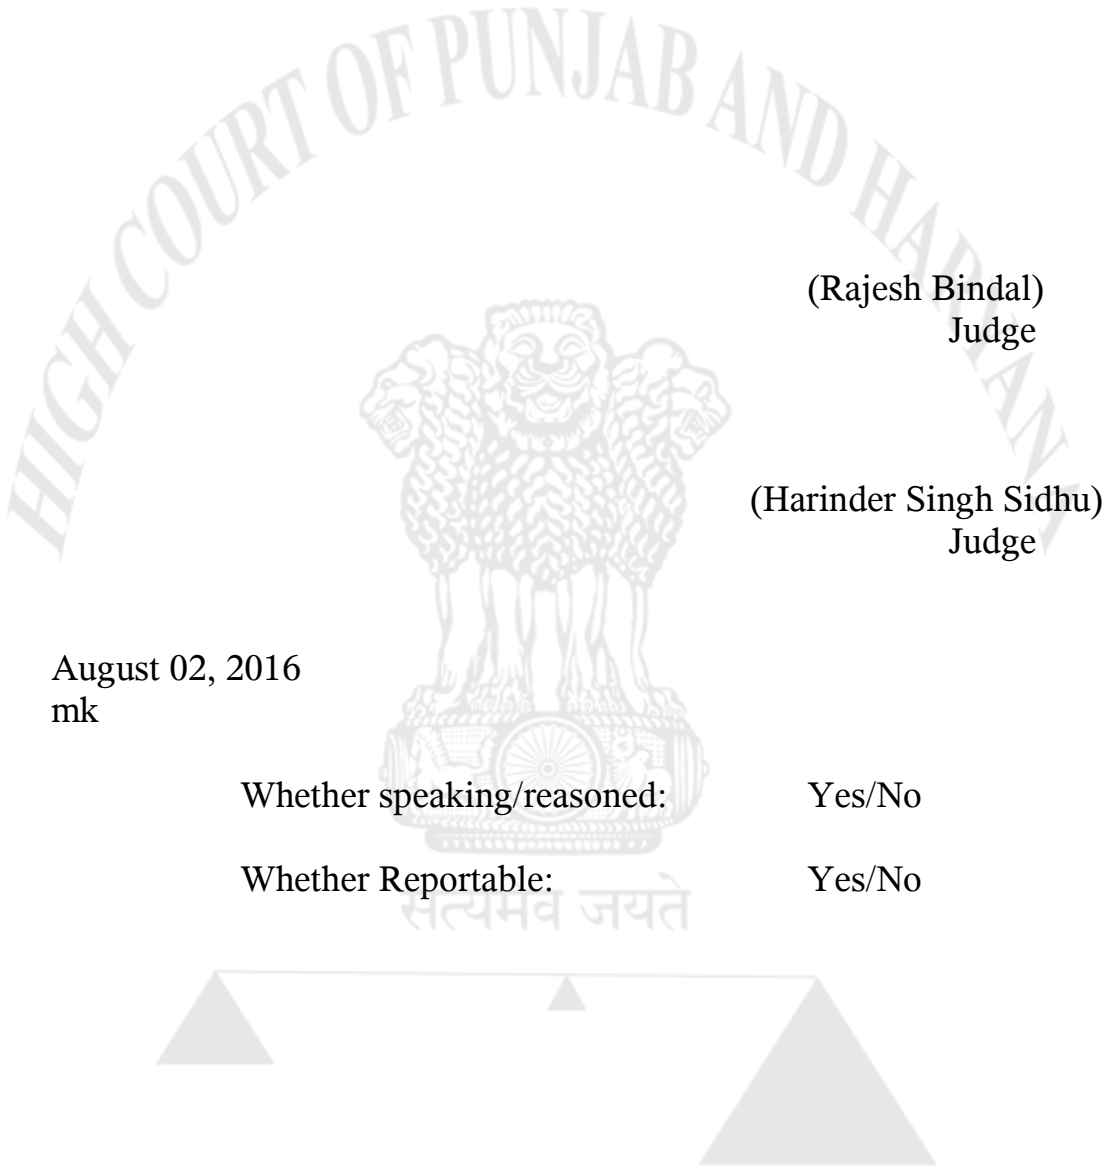 HIGH COURT OF PUNJAB AND HARYANA
(Rajesh Bindal)
Judge
(Harinder Singh Sidhu)
Judge
August 02, 2016
mk
Whether speaking/reasoned: Yes/No
Whether Reportable: Yes/No
सत्यमेव जयते